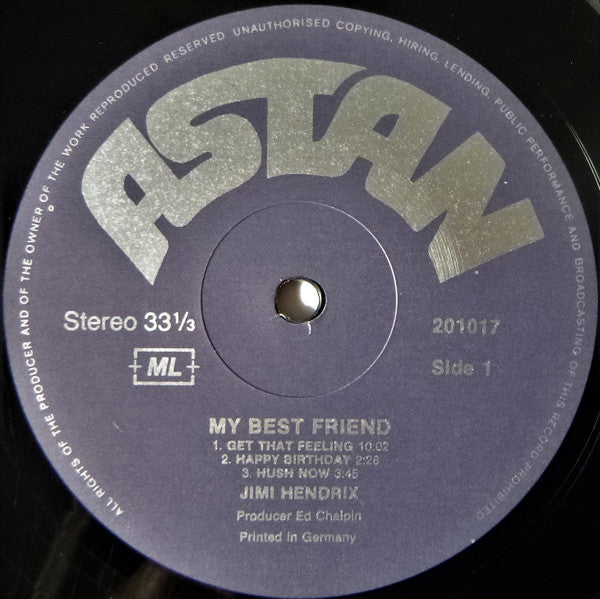 ALL RIGHTS OF THE PRODUCER AND OF THE OWNER OF THE WORK REPRODUCED RESERVED UNAUTHORISED COPYING, HIRING, LENDING, PUBLIC PERFORMANCE AND BROADCASTING OF THIS RECORD PROHIBITED
ASTAN
Stereo 33⅓
201017
ML
Side 1
MY BEST FRIEND
1. GET THAT FEELING 10:02
2. HAPPY BIRTHDAY 2:26
3. HUSH NOW 3:45
JIMI HENDRIX
Producer Ed Chalpin
Printed in Germany